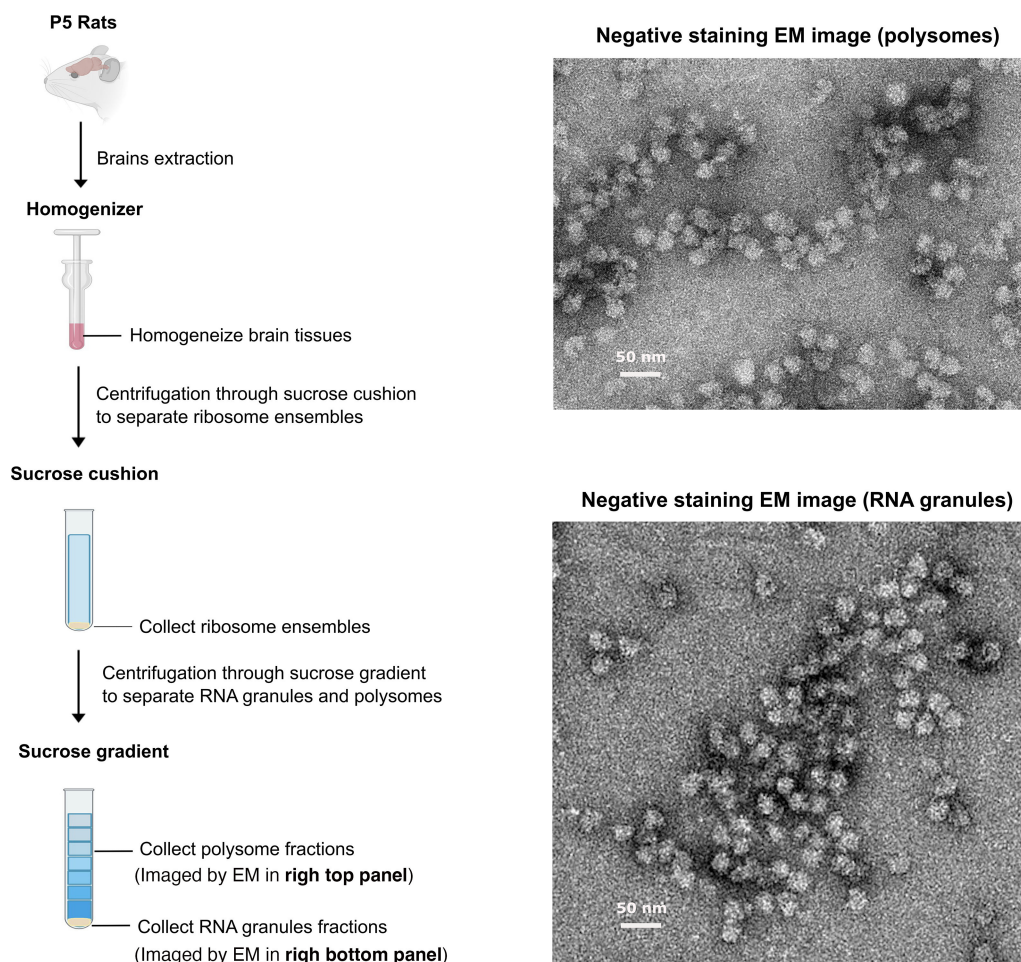 P5 Rats
Brains extraction
Homogenizer
Homogeneize brain tissues
Centrifugation through sucrose cushion
to separate ribosome ensembles
Sucrose cushion
Collect ribosome ensembles
Centrifugation through sucrose gradient
to separate RNA granules and polysomes
Sucrose gradient
Collect polysome fractions
(Imaged by EM in righ top panel)
Collect RNA granules fractions
(Imaged by EM in righ bottom panel)
Negative staining EM image (polysomes)
50 nm
Negative staining EM image (RNA granules)
50 nm